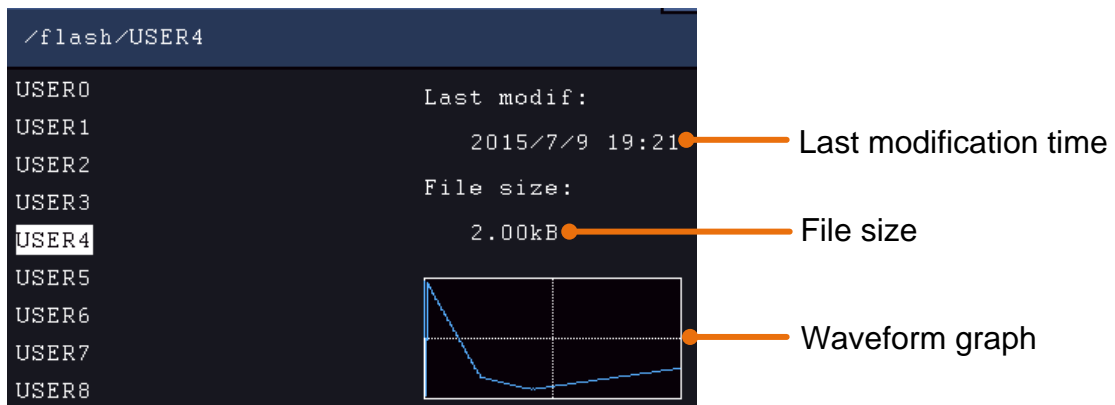 /flash/USER4
USER0
USER1
USER2
USER3
USER4
USER5
USER6
USER7
USER8
Last modif:
2015/7/9 19:21
File size:
2.00kB
Last modification time
File size
Waveform graph